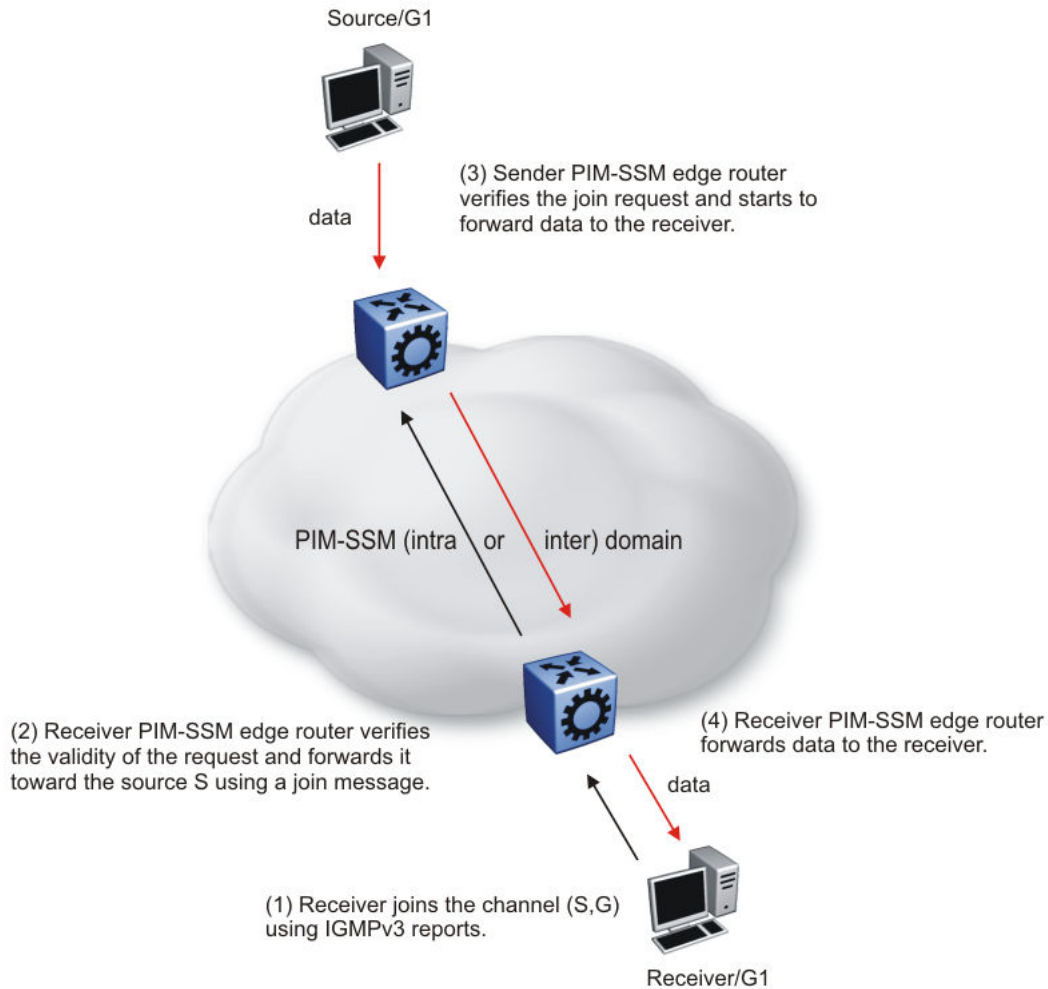 Source/G1
(3) Sender PIM-SSM edge router
verifies the join request and starts to
forward data to the receiver.
data
PIM-SSM (intra or inter) domain
(2) Receiver PIM-SSM edge router verifies
the validity of the request and forwards it
toward the source S using a join message.
(4) Receiver PIM-SSM edge router
forwards data to the receiver.
data
(1) Receiver joins the channel (S,G)
using IGMPv3 reports.
Receiver/G1